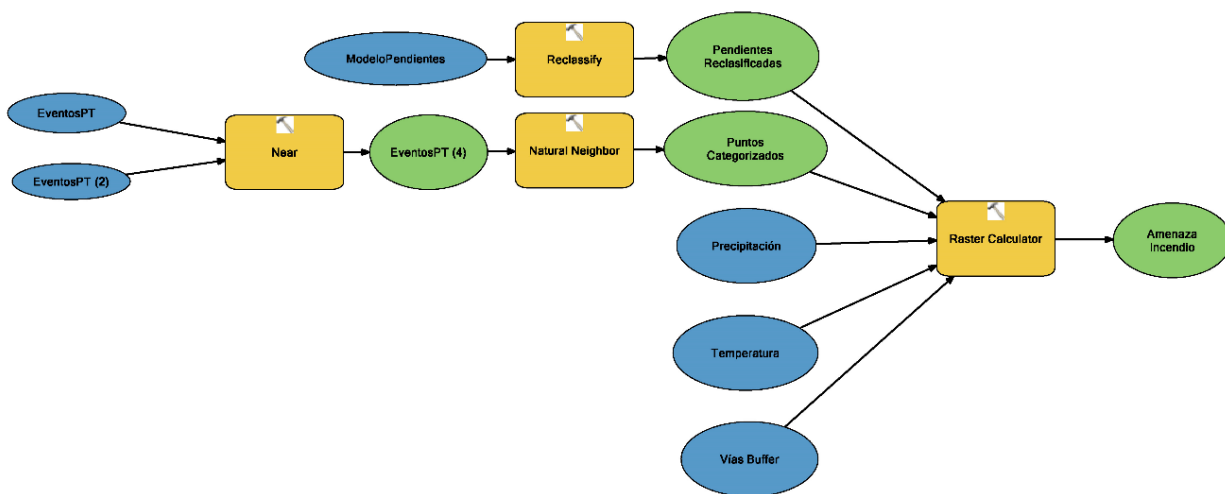 ModeloPendientes
Reclassify
Pendientes
Reclasificadas
EventosPT
EventosPT (2)
Near
EventosPT (4)
Natural Neighbor
Puntos
Categorizados
Precipitación
Raster Calculator
Amenaza
Incendio
Temperatura
Vías Buffer